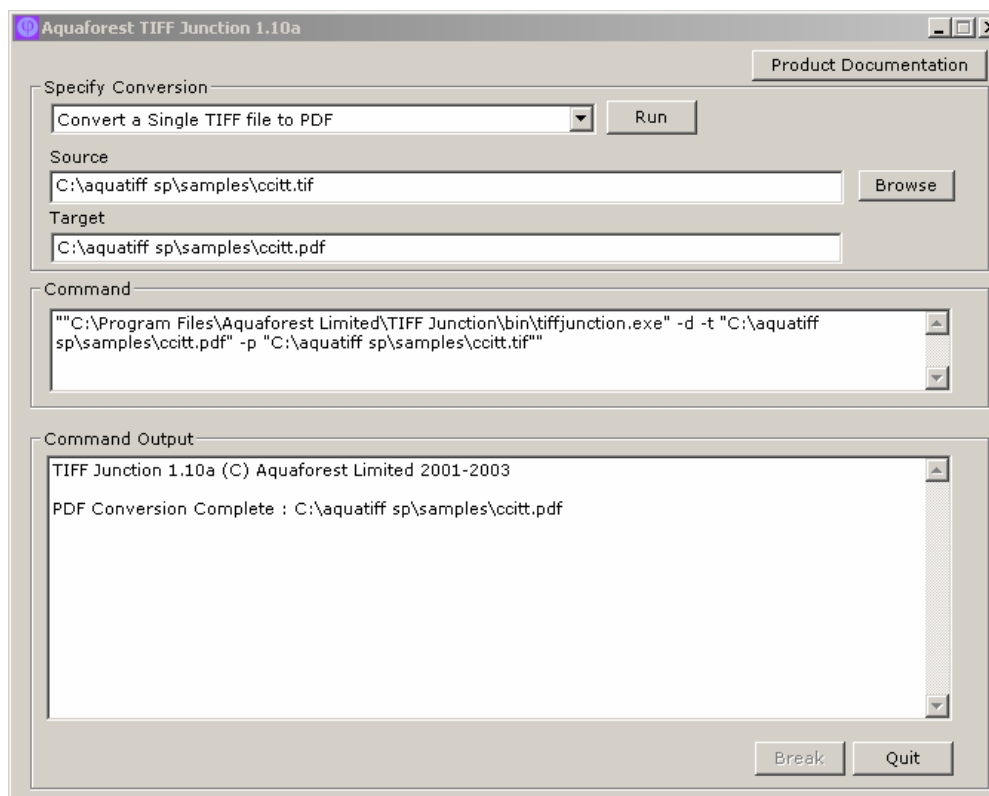 Aquaforest TIFF Junction 1.10a
Product Documentation
Specify Conversion
Convert a Single TIFF file to PDF
Run
Source
C:\aquatiff sp\samples\ccitt.tif
Browse
Target
C:\aquatiff sp\samples\ccitt.pdf
Command
""C:\Program Files\Aquaforest Limited\TIFF Junction\bin\tiffjunction.exe" -d -t "C:\aquatiff
sp\samples\ccitt.pdf" -p "C:\aquatiff sp\samples\ccitt.tif""
Command Output
TIFF Junction 1.10a (C) Aquaforest Limited 2001-2003
PDF Conversion Complete : C:\aquatiff sp\samples\ccitt.pdf
Break
Quit